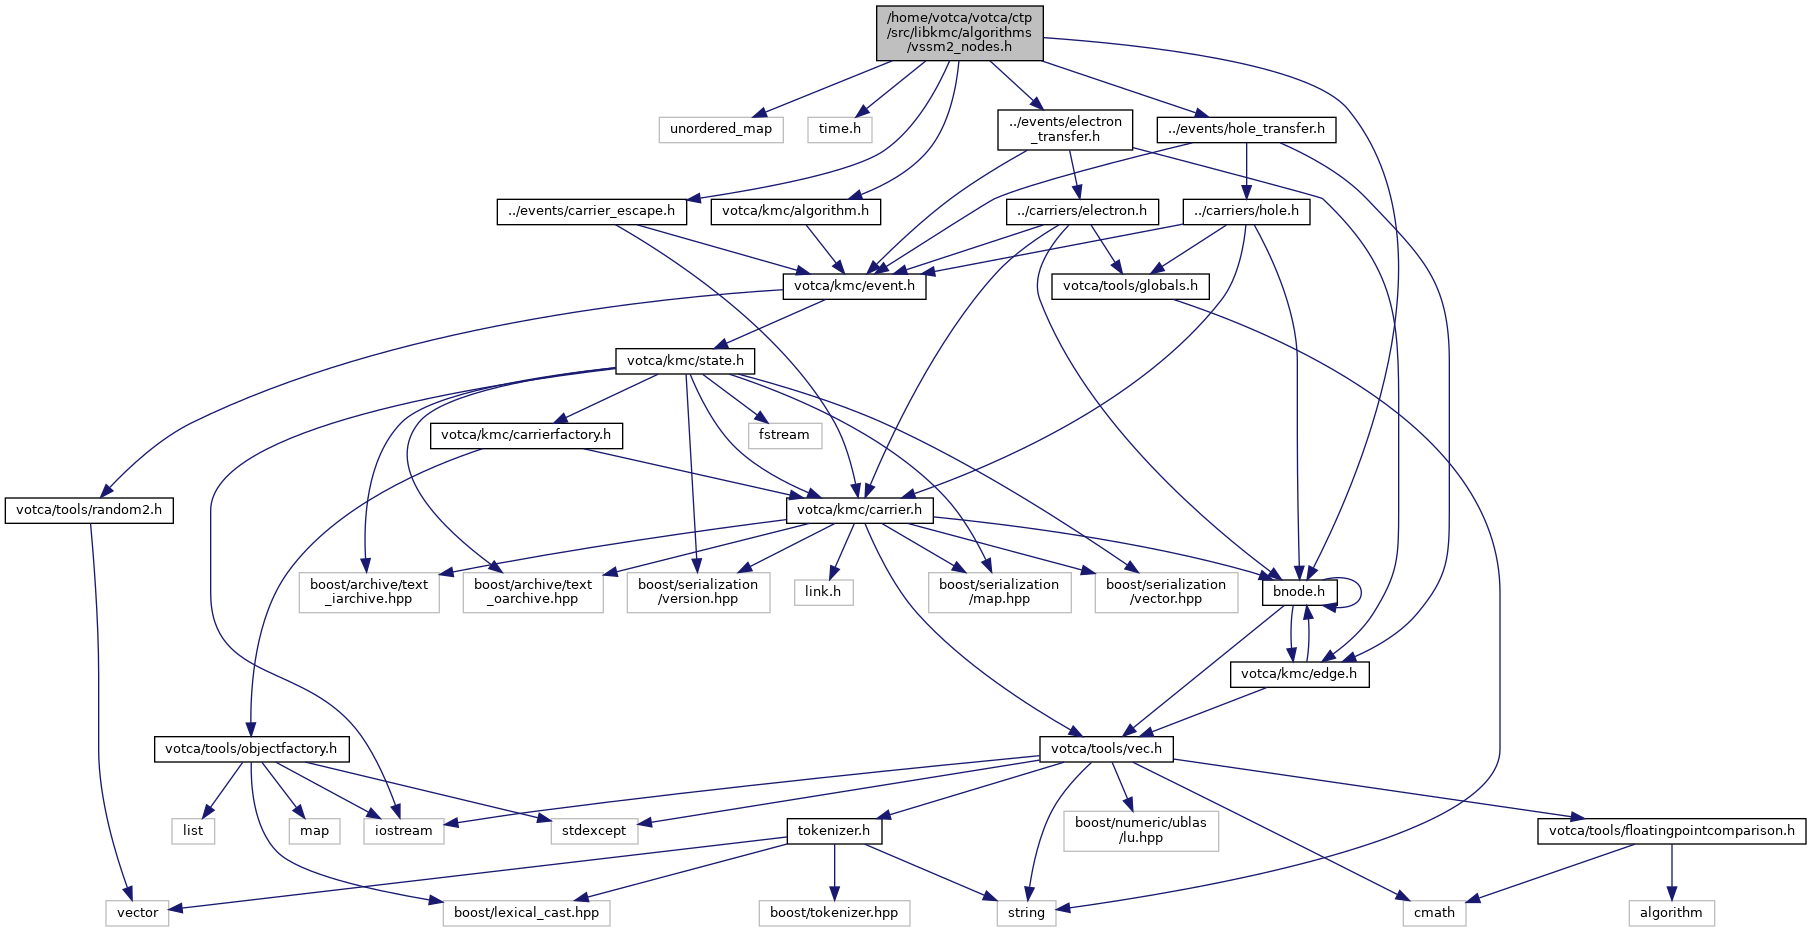 /home/votca/votca/ctp
/src/libkmc/algorithms
/vssm2_nodes.h
unordered_map
time.h
../events/electron
_transfer.h
../events/hole_transfer.h
../events/carrier_escape.h
votca/kmc/algorithm.h
../carriers/electron.h
../carriers/hole.h
votca/kmc/event.h
votca/tools/globals.h
votca/kmc/state.h
votca/kmc/carrierfactory.h
fstream
votca/tools/random2.h
votca/kmc/carrier.h
boost/archive/text
_iarchive.hpp
boost/archive/text
_oarchive.hpp
boost/serialization
/version.hpp
link.h
boost/serialization
/map.hpp
boost/serialization
/vector.hpp
bnode.h
votca/kmc/edge.h
votca/tools/objectfactory.h
votca/tools/vec.h
list
map
iostream
stdexcept
tokenizer.h
boost/numeric/ublas
/lu.hpp
votca/tools/floatingpointcomparison.h
vector
boost/lexical_cast.hpp
boost/tokenizer.hpp
string
cmath
algorithm